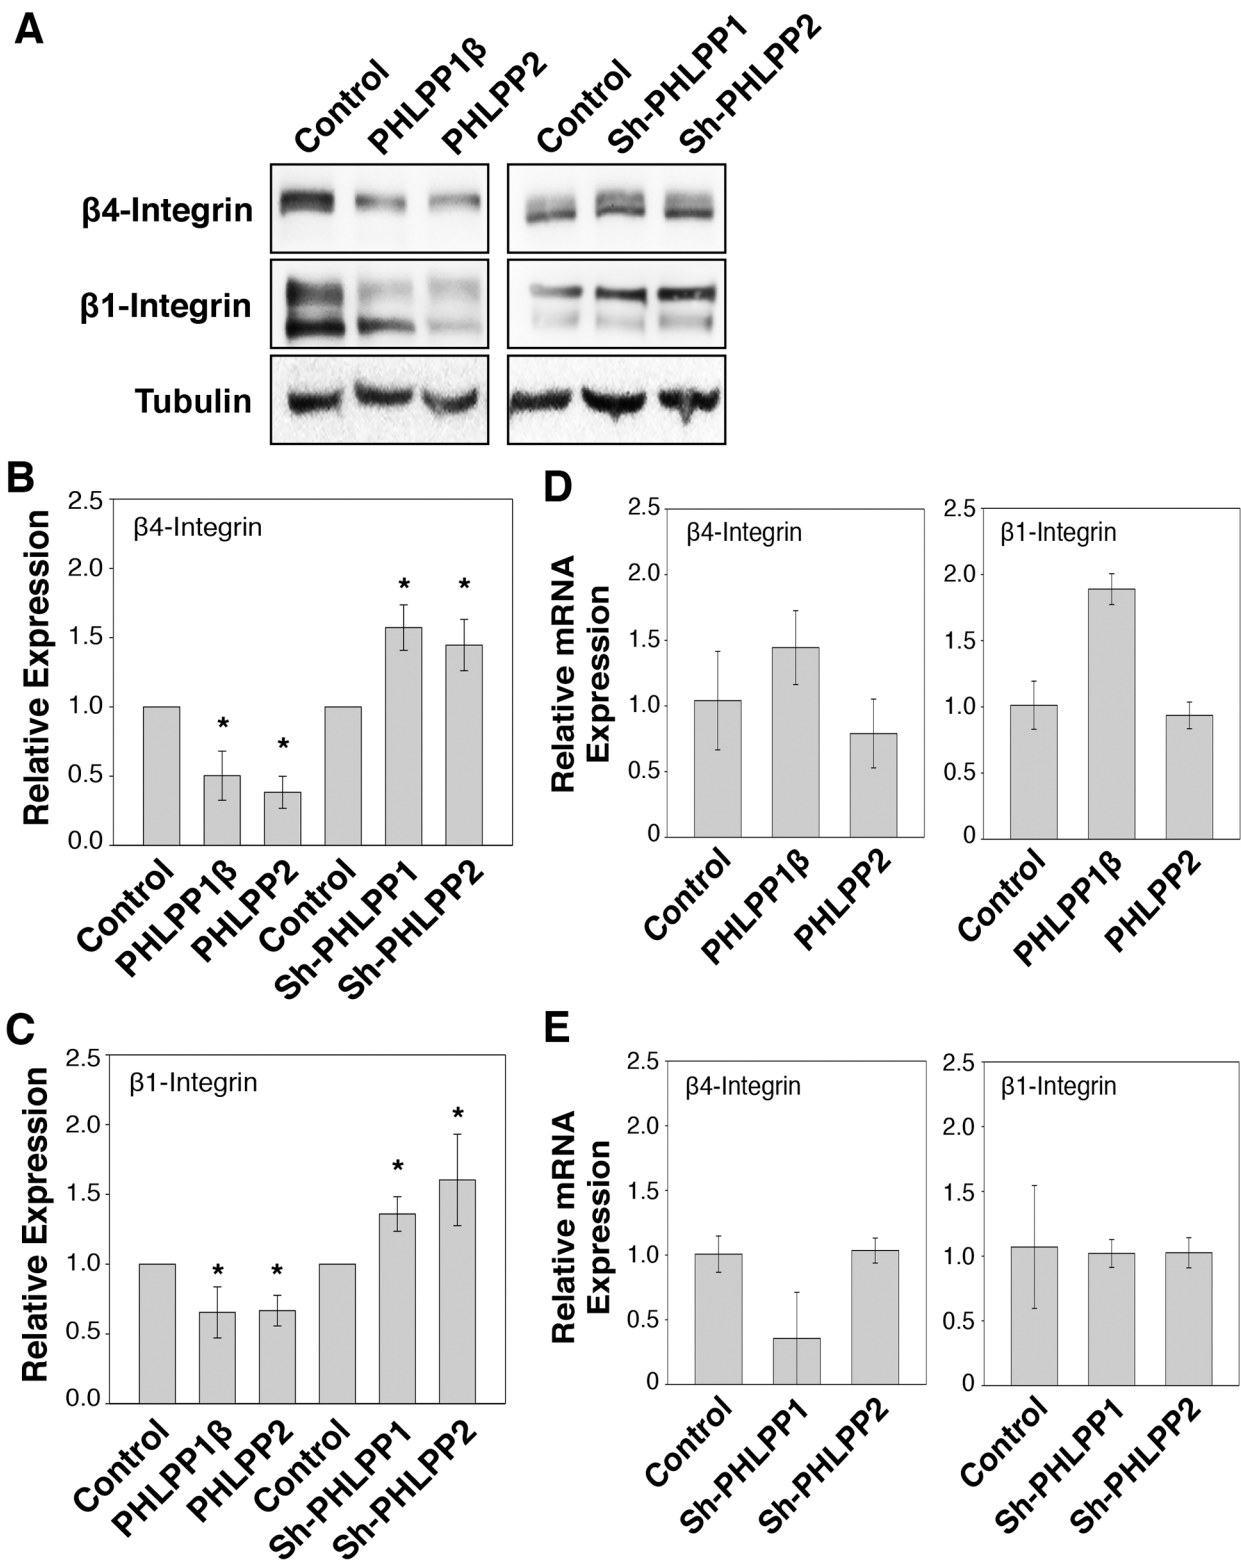 A
Control
PHLPP1β
PHLPP2
Control
Sh-PHLPP1
Sh-PHLPP2
β4-Integrin
β1-Integrin
Tubulin
B
Relative Expression
2.5
2.0
1.5
1.0
0.5
0.0
β4-Integrin
*
*
*
*
Control
PHLPP1β
PHLPP2
Control
Sh-PHLPP1
Sh-PHLPP2
D
Relative mRNA
Expression
2.5
2.0
1.5
1.0
0.5
0
β4-Integrin
Control
PHLPP1β
PHLPP2
2.5
2.0
1.5
1.0
0.5
0
β1-Integrin
Control
PHLPP1β
PHLPP2
C
Relative Expression
2.5
2.0
1.5
1.0
0.5
0.0
β1-Integrin
*
*
*
*
Control
PHLPP1β
PHLPP2
Control
Sh-PHLPP1
Sh-PHLPP2
E
Relative mRNA
Expression
2.5
2.0
1.5
1.0
0.5
0
β4-Integrin
Control
Sh-PHLPP1
Sh-PHLPP2
2.5
2.0
1.5
1.0
0.5
0
β1-Integrin
Control
Sh-PHLPP1
Sh-PHLPP2